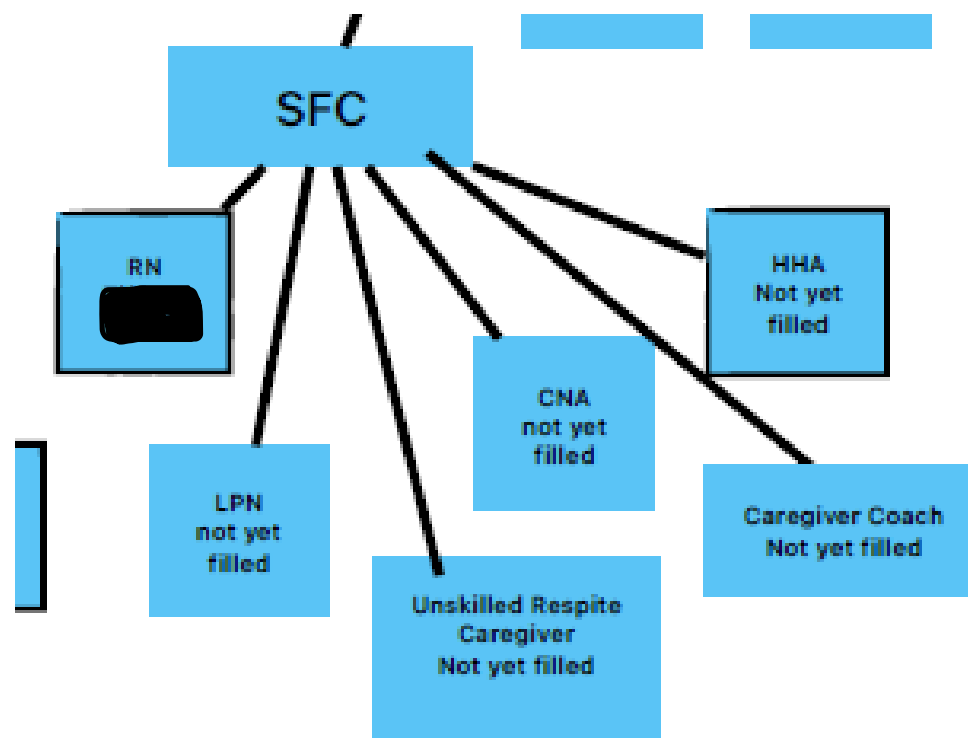 SFC
RN
HHA
Not yet
filled
CNA
not yet
filled
LPN
not yet
filled
Caregiver Coach
Not yet filled
Unskilled Respite
Caregiver
Not yet filled